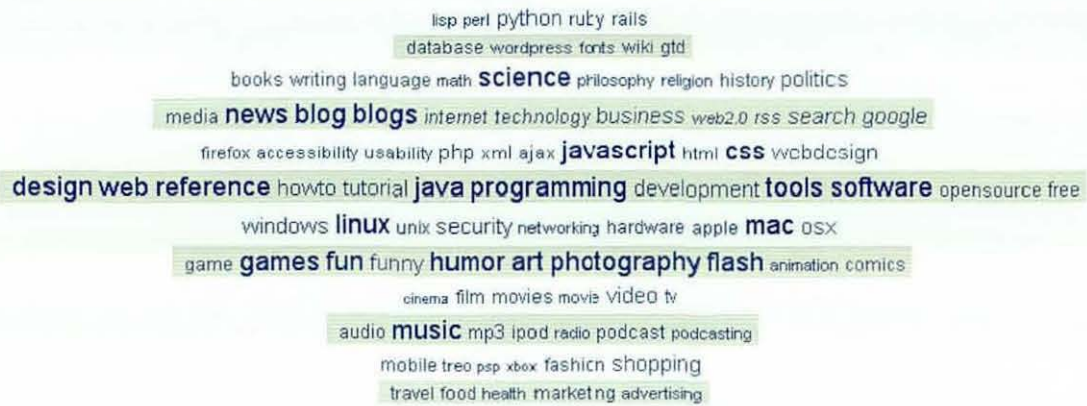 lisp perl python ruby rails
database wordpress fonts wiki gtd
books writing language math science philosophy religion history politics
media news blog blogs internet technology business web2.0 rss search google
firefox accessibility usability php xml ajax javascript html css webdesign
design web reference howto tutorial java programming development tools software opensource free
windows linux unix security networking hardware apple mac osx
game games fun funny humor art photography flash animation comics
cinema film movies movie video tv
audio music mp3 ipod radio podcast podcasting
mobile treo psp xbox fashion shopping
travel food health marketing advertising